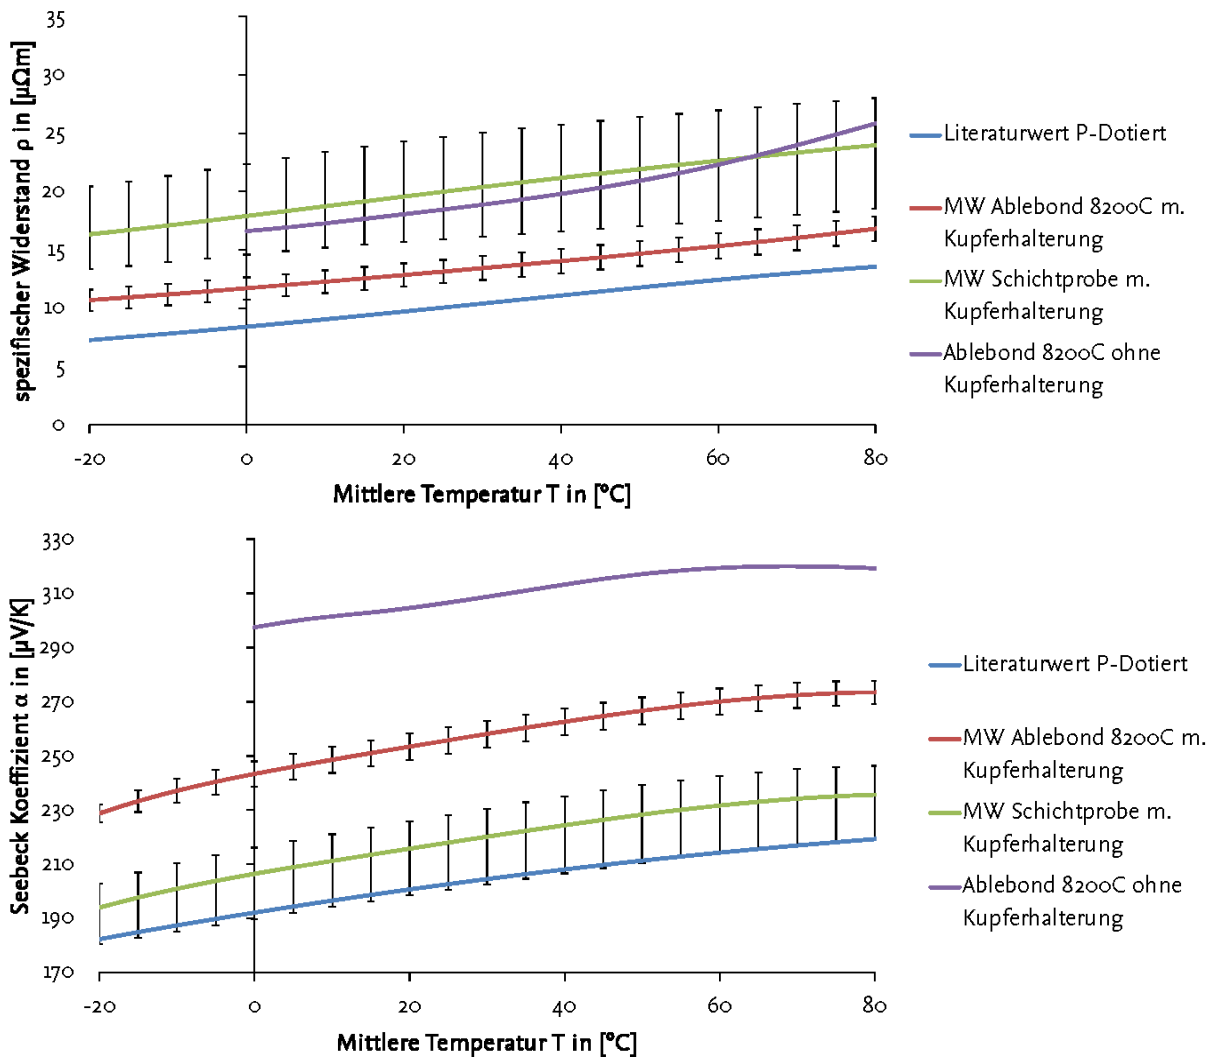 spezifischer Widerstand ρ in [µΩm]
35
30
25
20
15
10
5
0
-20
0
20
40
60
80
Mittlere Temperatur T in [°C]
Literaturwert P-Dotiert
MW Ablebond 8200C m.
Kupferhalterung
MW Schichtprobe m.
Kupferhalterung
Ablebond 8200C ohne
Kupferhalterung
Seebeck Koeffizient α in [µV/K]
330
310
290
270
250
230
210
190
170
-20
0
20
40
60
80
Mittlere Temperatur T in [°C]
Literaturwert P-Dotiert
MW Ablebond 8200C m.
Kupferhalterung
MW Schichtprobe m.
Kupferhalterung
Ablebond 8200C ohne
Kupferhalterung